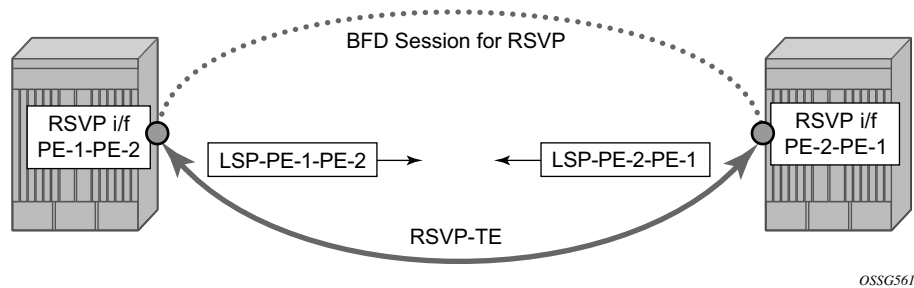 BFD Session for RSVP
RSVP i/f
PE-1-PE-2
RSVP i/f
PE-2-PE-1
LSP-PE-1-PE-2
LSP-PE-2-PE-1
RSVP-TE
OSSG561